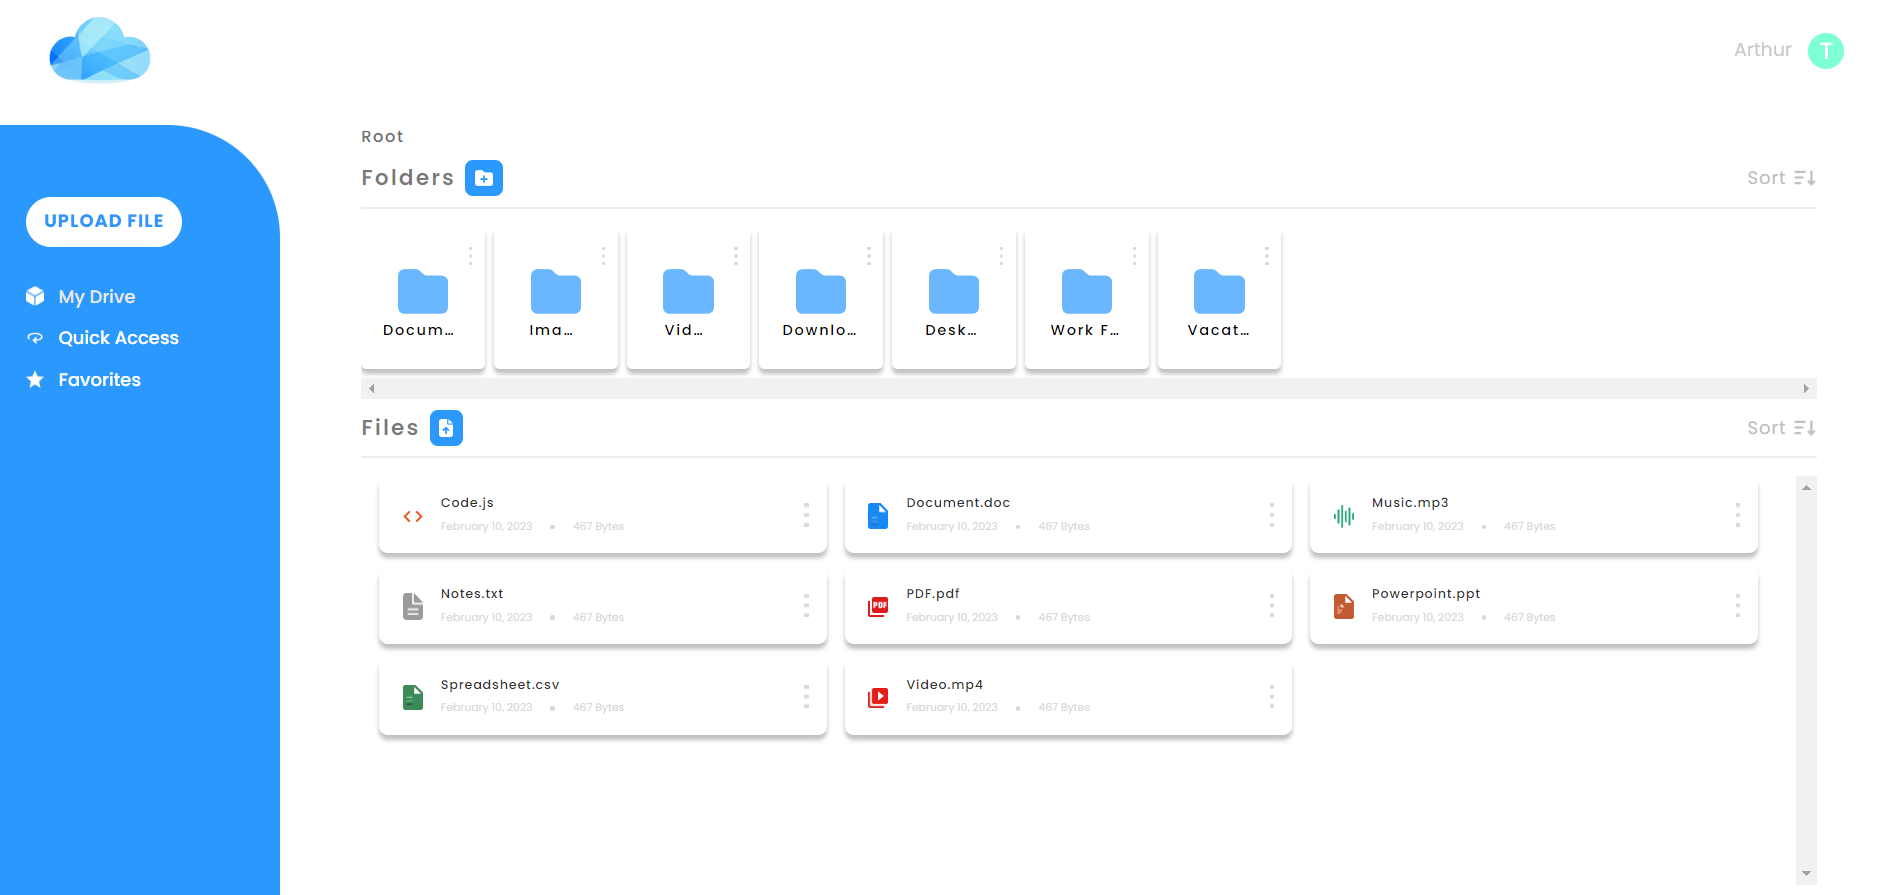 Arthur T
Root
Folders
Sort
UPLOAD FILE
My Drive
Quick Access
Favorites
Docum... Ima... Vid... Downlo... Desk... Work F... Vacat...
Files
Sort
Code.js
February 10, 2023 • 467 Bytes
Document.doc
February 10, 2023 • 467 Bytes
Music.mp3
February 10, 2023 • 467 Bytes
Notes.txt
February 10, 2023 • 467 Bytes
PDF
PDF.pdf
February 10, 2023 • 467 Bytes
Powerpoint.ppt
February 10, 2023 • 467 Bytes
Spreadsheet.csv
February 10, 2023 • 467 Bytes
Video.mp4
February 10, 2023 • 467 Bytes